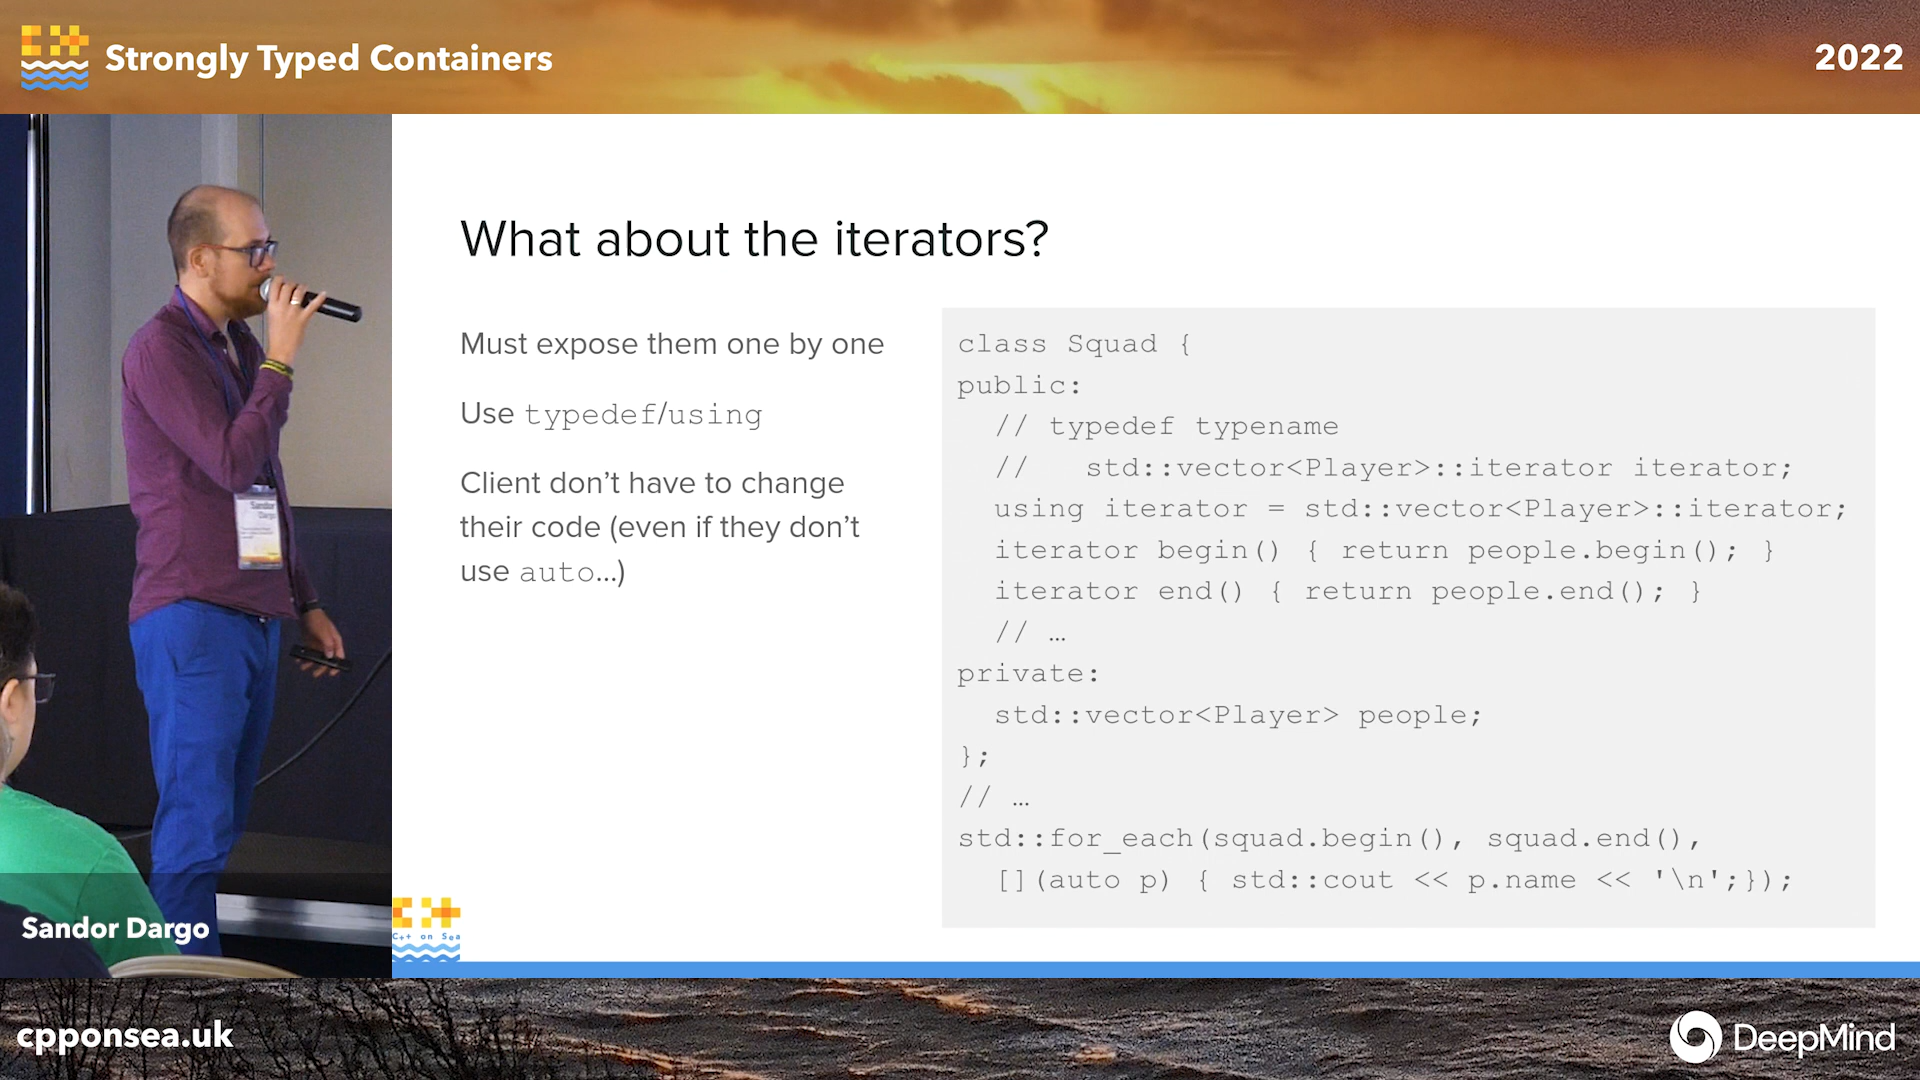 Strongly Typed Containers
2022
What about the iterators?
Must expose them one by one
Use typedef/using
Client don’t have to change
their code (even if they don’t
use auto…)
class Squad {
public:
  // typedef typename
  //   std::vector<Player>::iterator iterator;
  using iterator = std::vector<Player>::iterator;
  iterator begin() { return people.begin(); }
  iterator end() { return people.end(); }
  // …
private:
  std::vector<Player> people;
};
// …
std::for_each(squad.begin(), squad.end(),
  [](auto p) { std::cout << p.name << '\n';});
Sandor
Dargo
Sandor Dargo
C++ on Sea
cpponsea.uk
DeepMind